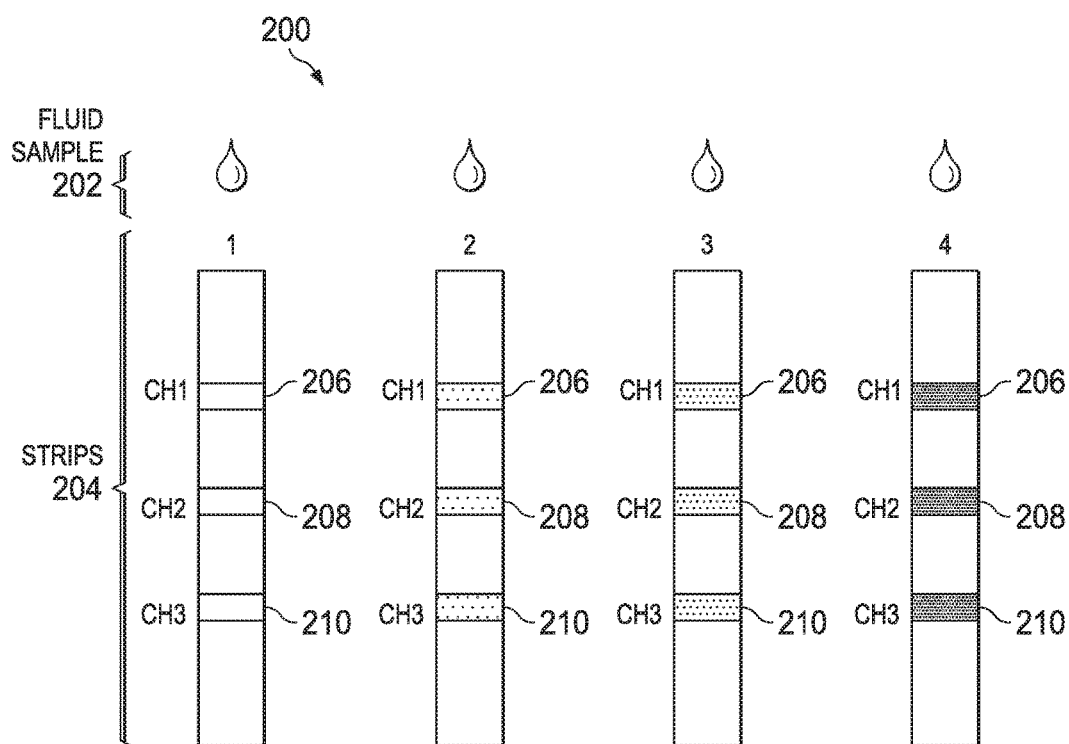 200
FLUID
SAMPLE
202
1 2 3 4
CH1 206 CH1 206 CH1 206 CH1 206
STRIPS
204
CH2 208 CH2 208 CH2 208 CH2 208
CH3 210 CH3 210 CH3 210 CH3 210